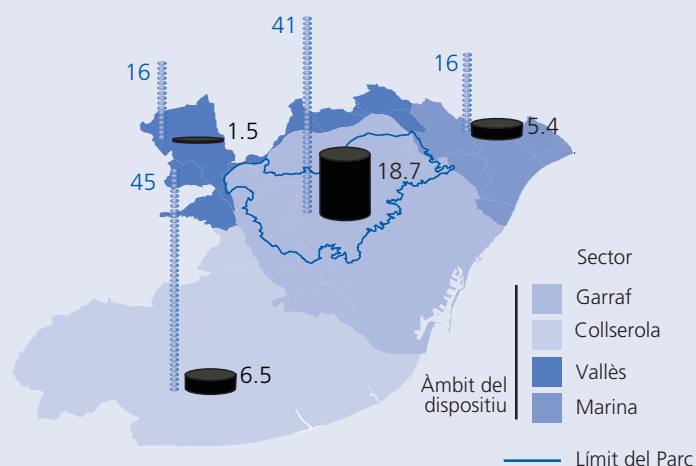 41
16
16
1.5
5.4
18.7
45
6.5
Sector
Garraf
Collserola
Vallès
Marina
Àmbit del
dispositiu
Límit del Parc